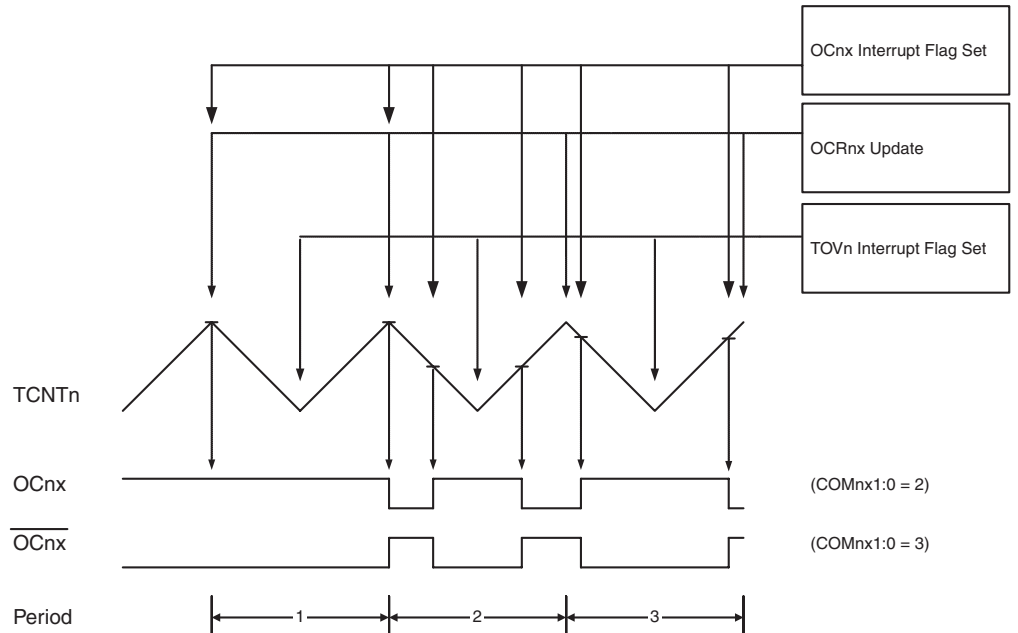 OCnx Interrupt Flag Set
OCRnx Update
TOVn Interrupt Flag Set
TCNTn
OCnx
(COMnx1:0 = 2)
OCnx
(COMnx1:0 = 3)
Period
1
2
3